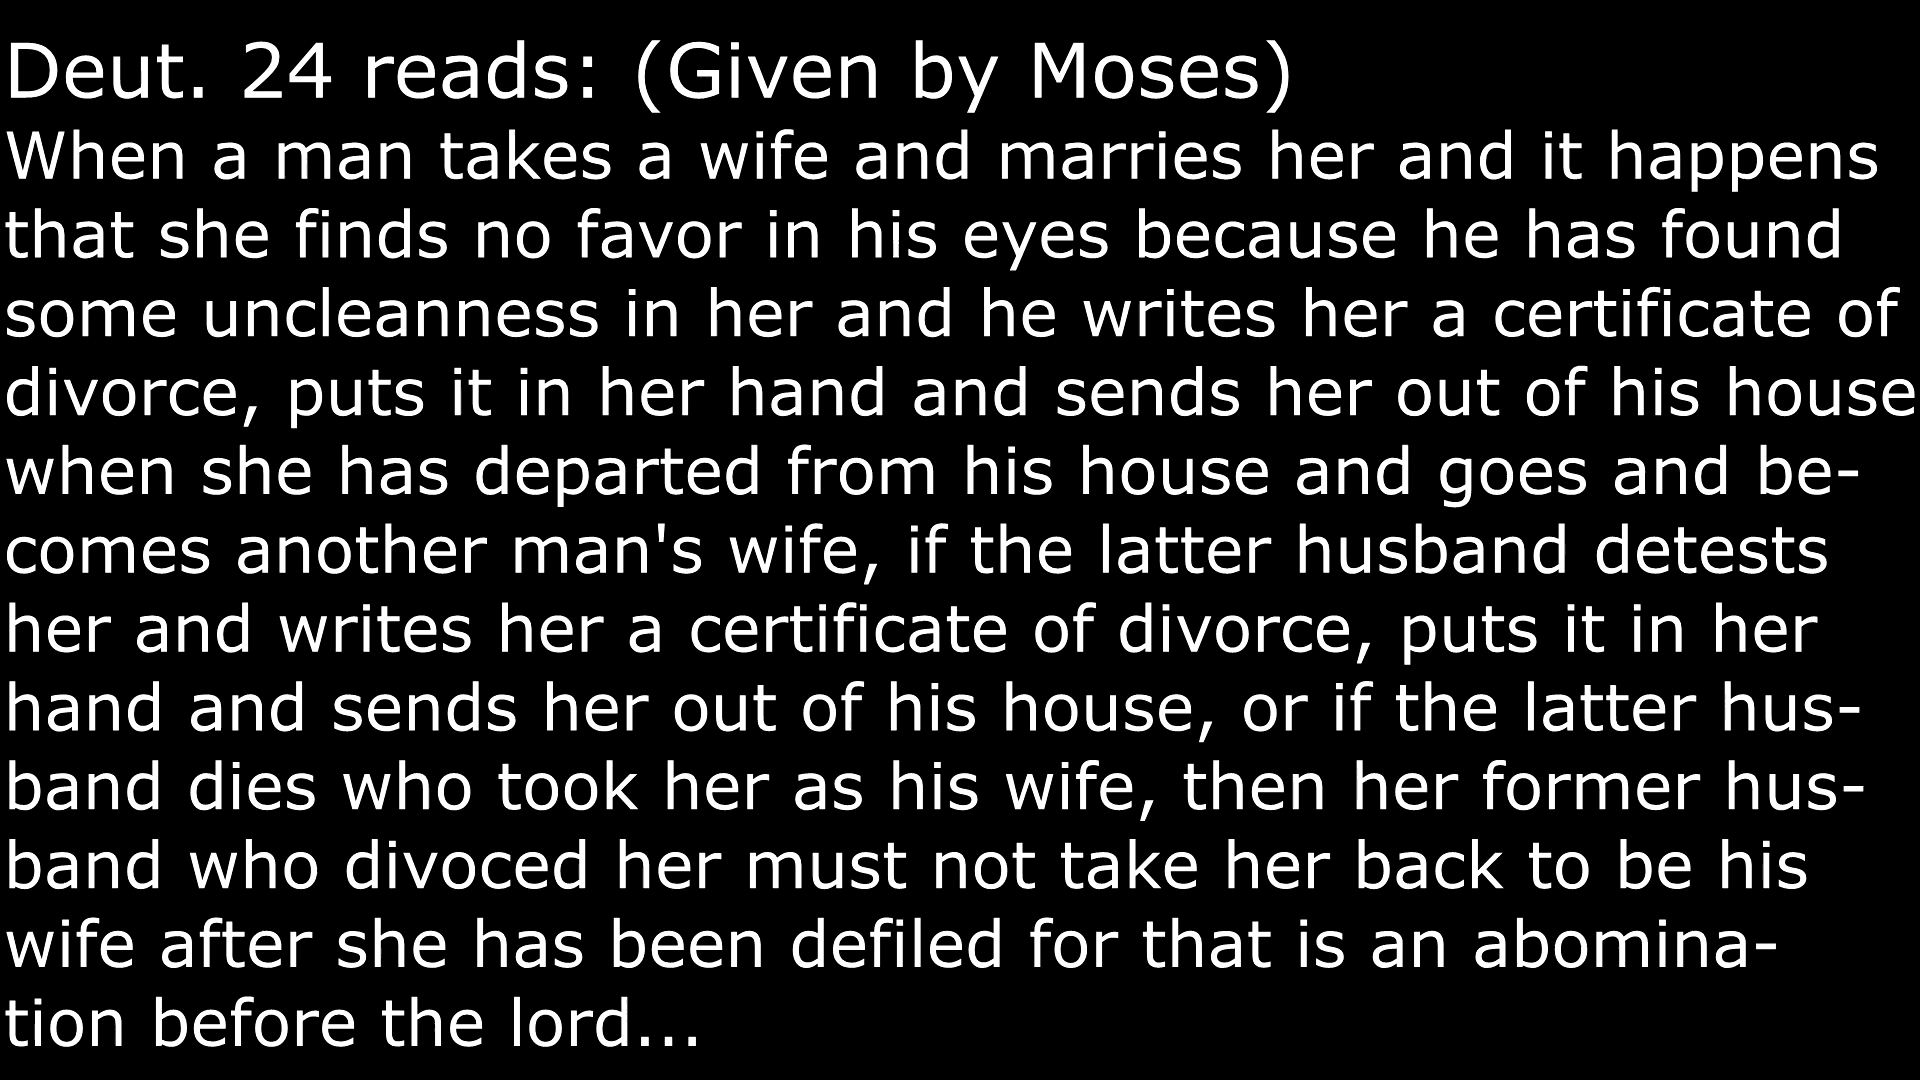 Deut. 24 reads: (Given by Moses)
When a man takes a wife and marries her and it happens
that she finds no favor in his eyes because he has found
some uncleanness in her and he writes her a certificate of
divorce, puts it in her hand and sends her out of his house
when she has departed from his house and goes and be-
comes another man's wife, if the latter husband detests
her and writes her a certificate of divorce, puts it in her
hand and sends her out of his house, or if the latter hus-
band dies who took her as his wife, then her former hus-
band who divoced her must not take her back to be his
wife after she has been defiled for that is an abomina-
tion before the lord...